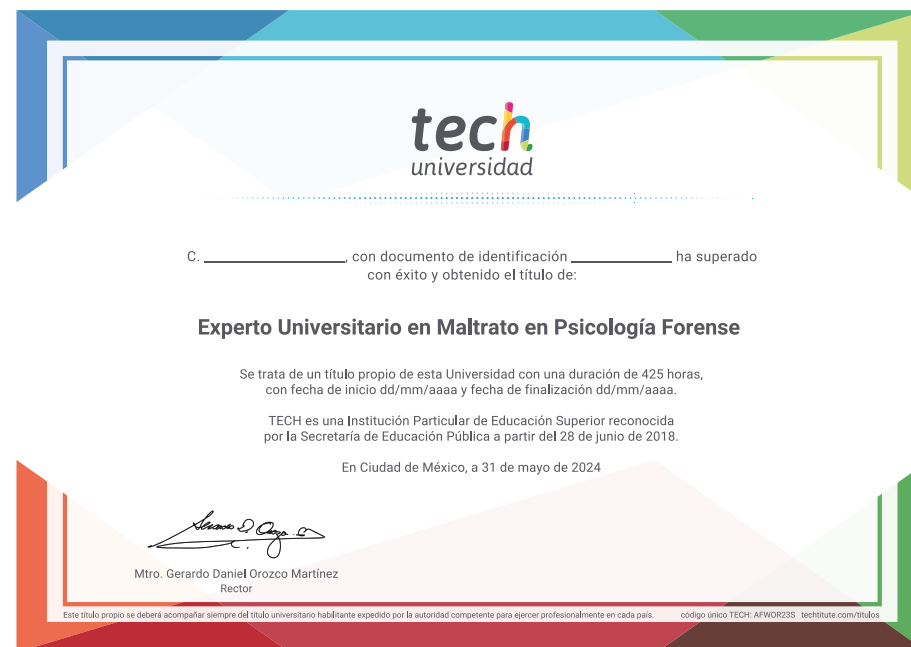 tech
universidad
C. ____________, con documento de identificación ____________ ha superado
con éxito y obtenido el título de:
Experto Universitario en Maltrato en Psicología Forense
Se trata de un título propio de esta Universidad con una duración de 425 horas,
con fecha de inicio dd/mm/aaaa y fecha de finalización dd/mm/aaaa.
TECH es una Institución Particular de Educación Superior reconocida
por la Secretaría de Educación Pública a partir del 28 de junio de 2018.
En Ciudad de México, a 31 de mayo de 2024
Mtro. Gerardo Daniel Orozco Martínez
Rector
Este título propio se deberá acompañar siempre del título universitario habilitante expedido por la autoridad competente para ejercer profesionalmente en cada país. código único TECH: AFWOR23S techtitute.com/titulos